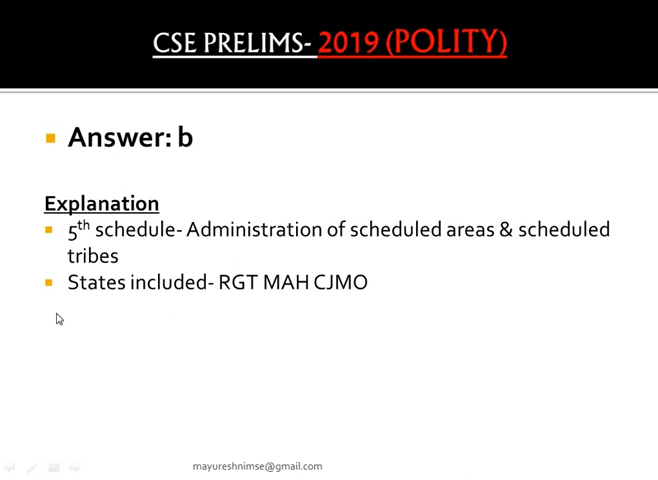 CSE PRELIMS- 2019 (POLITY)
Answer: b
Explanation
5th schedule- Administration of scheduled areas & scheduled
tribes
States included- RGT MAH CJMO
mayureshnimse@gmail.com